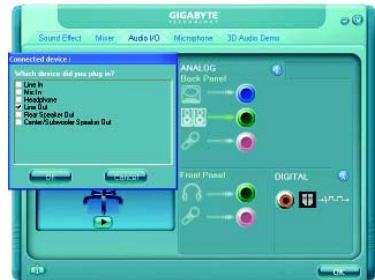 GIGABYTE
TECHNOLOGY
Sound Effect Mixer Audio I/O Microphone 3D Audio Demo
Connected device :
Which device did you plug in?
Line In
Mic In
Headphone
Line Out
Rear Speaker Out
Center/Subwoofer Speaker Out
OK Cancel
ANALOG
Back Panel
Front Panel
DIGITAL
OK